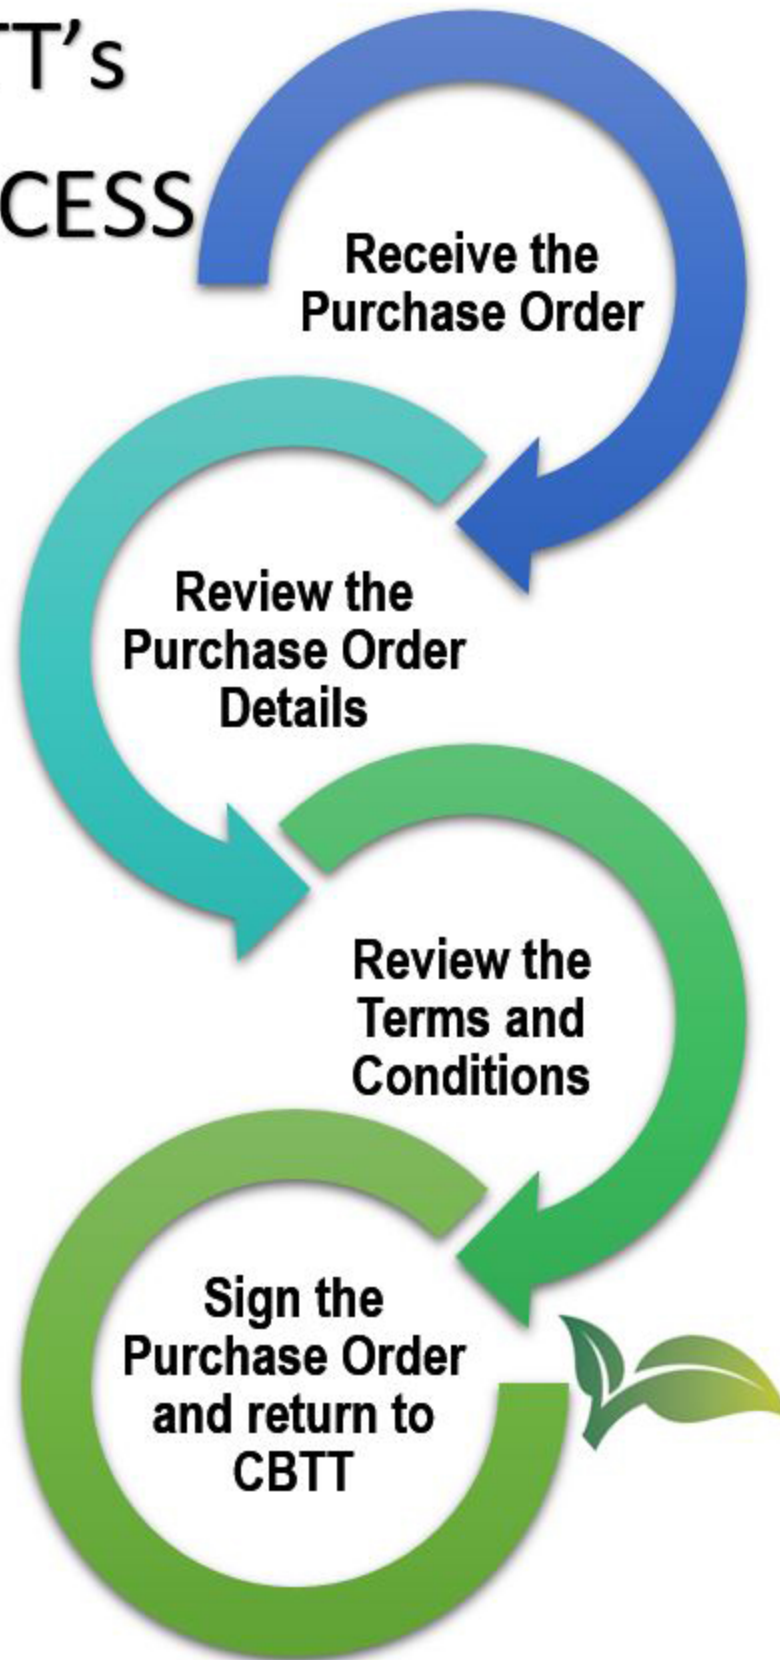 TT's
CESS
Receive the
Purchase Order
Review the
Purchase Order
Details
Review the
Terms and
Conditions
Sign the
Purchase Order
and return to
CBTT